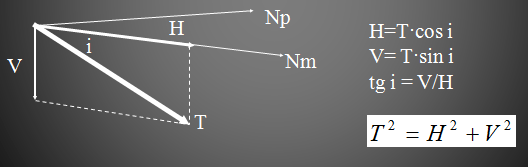 Np
H
i
Nm
V
T
H=T·cos i
V= T·sin i
tg i = V/H
T² = H² + V²